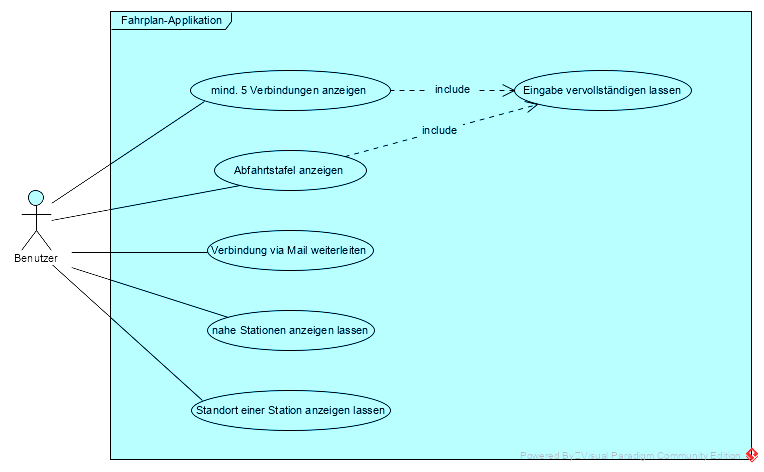 Fahrplan-Applikation
mind. 5 Verbindungen anzeigen
include
Eingabe vervollständigen lassen
include
Abfahrtstafel anzeigen
Benutzer
Verbindung via Mail weiterleiten
nahe Stationen anzeigen lassen
Standort einer Station anzeigen lassen
Powered By Visual Paradigm Community Edition